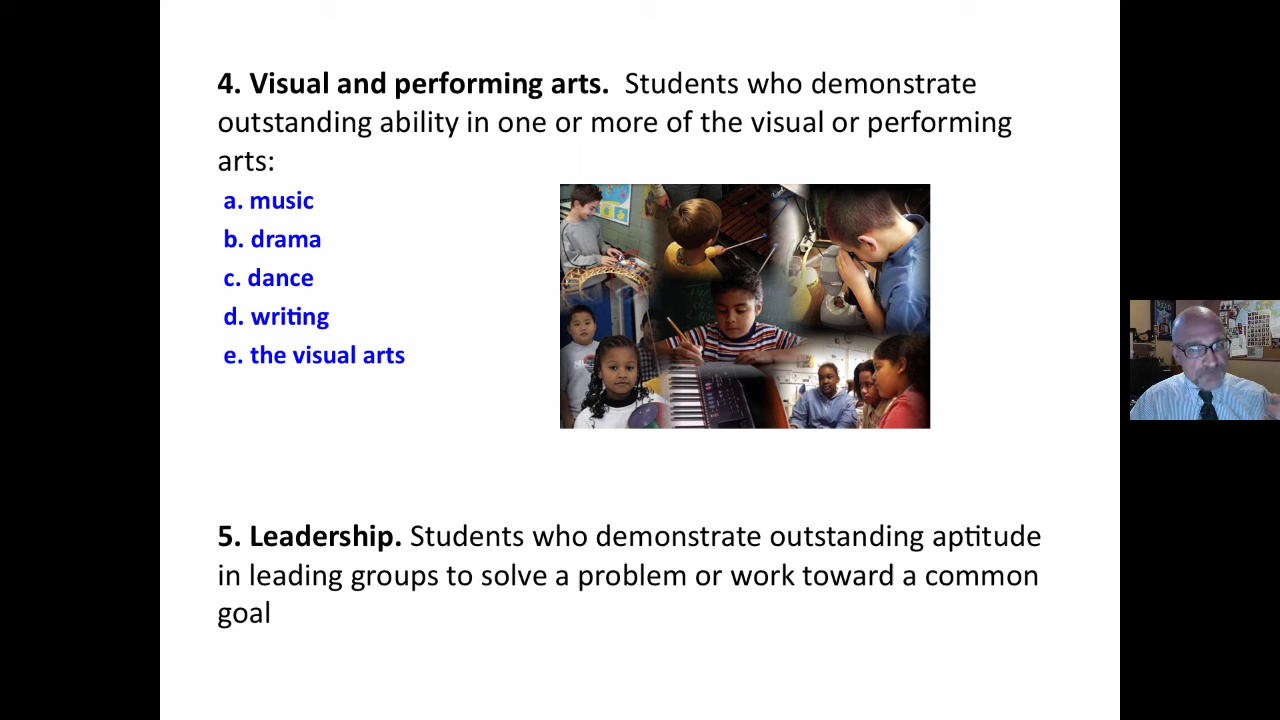 4. Visual and performing arts. Students who demonstrate
outstanding ability in one or more of the visual or performing
arts:
a. music
b. drama
c. dance
d. writing
e. the visual arts
5. Leadership. Students who demonstrate outstanding aptitude
in leading groups to solve a problem or work toward a common
goal